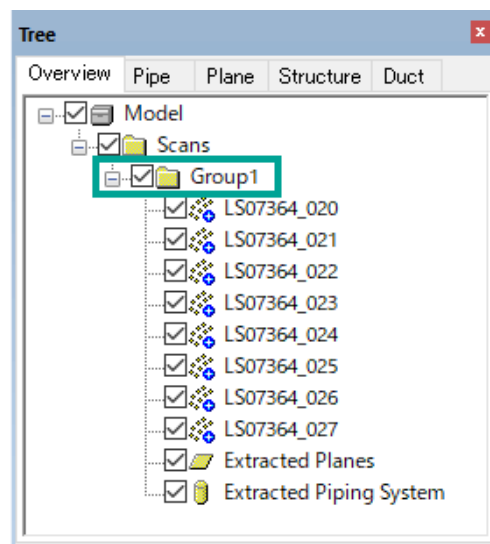 Tree
Overview Pipe Plane Structure Duct
Model
Scans
Group1
LS07364_020
LS07364_021
LS07364_022
LS07364_023
LS07364_024
LS07364_025
LS07364_026
LS07364_027
Extracted Planes
Extracted Piping System